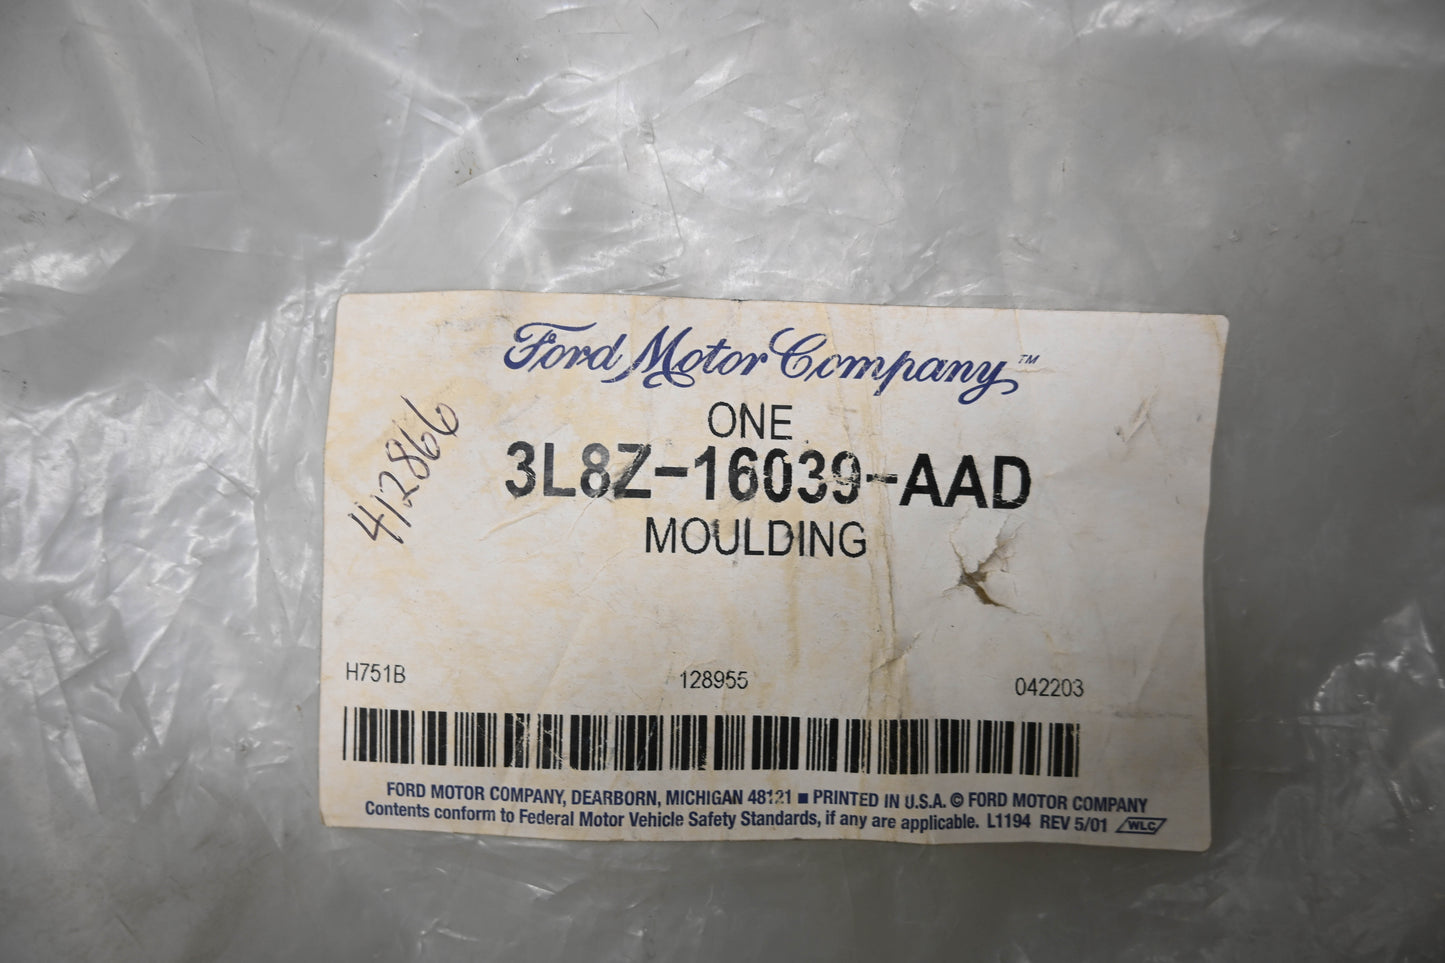 Ford Motor Company™
ONE
3L8Z-16039-AAD
MOULDING
412866
H751B 128955 042203
FORD MOTOR COMPANY, DEARBORN, MICHIGAN 48121 ■ PRINTED IN U.S.A. © FORD MOTOR COMPANY
Contents conform to Federal Motor Vehicle Safety Standards, if any are applicable. L1194 REV 5/01 WLC